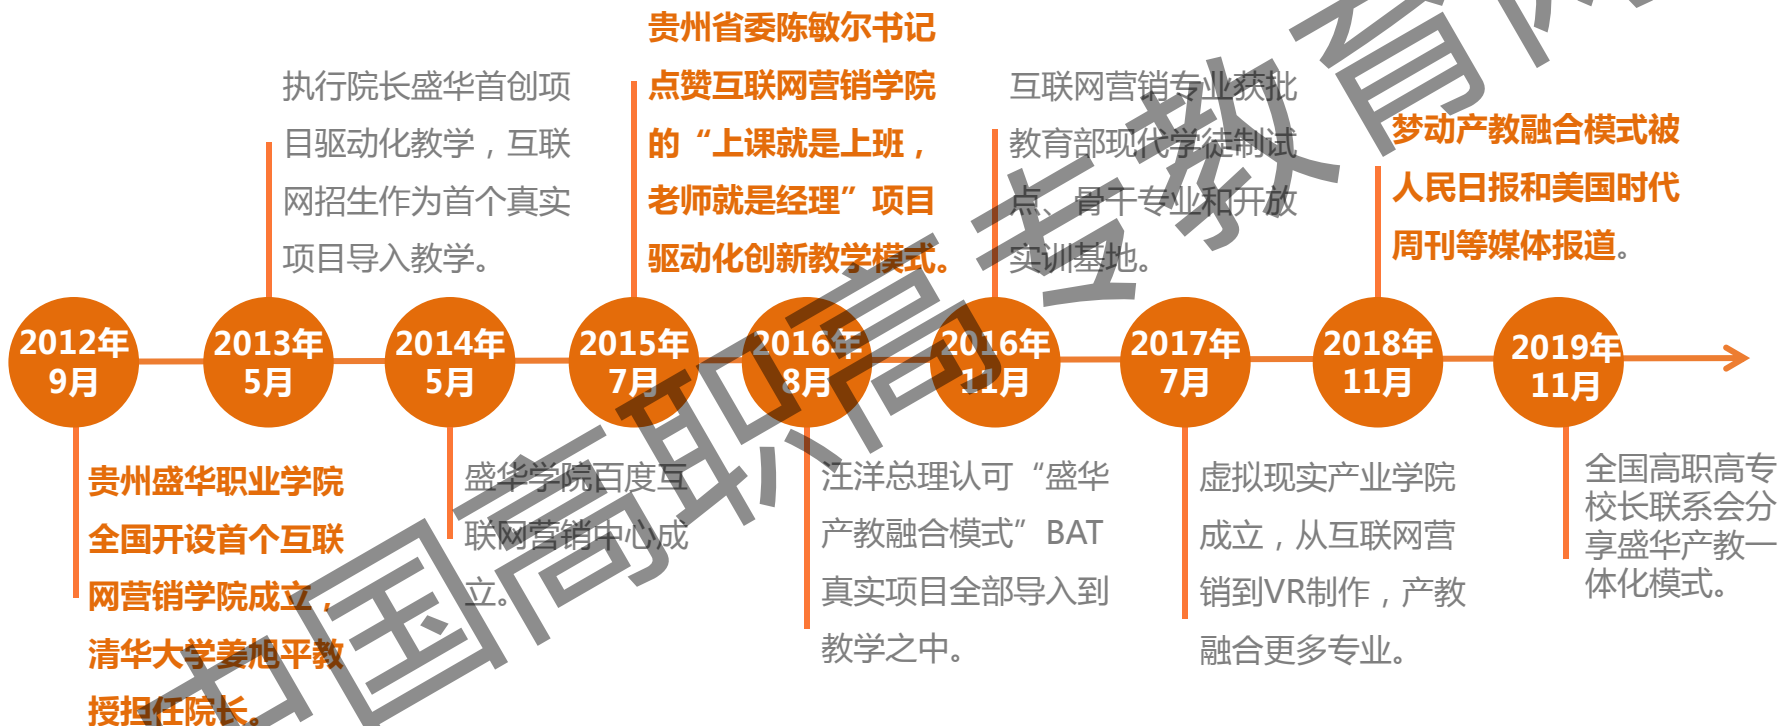 贵州省委陈敏尔书记
点赞互联网营销学院
的“上课就是上班，
老师就是经理”项目
驱动化创新教学模式。
执行院长盛华首创项
目驱动化教学，互联
网招生作为首个真实
项目导入教学。
互联网营销专业获批
教育部现代学徒制试
点、骨干专业和开放
实训基地。
梦动产教融合模式被
人民日报和美国时代
周刊等媒体报道。
2012年
9月
2013年
5月
2014年
5月
2015年
7月
2016年
8月
2016年
11月
2017年
7月
2018年
11月
2019年
11月
贵州盛华职业学院
全国开设首个互联
网营销学院成立，
清华大学姜旭平教
授担任院长。
盛华学院百度互
联网营销中心成
立。
汪洋总理认可“盛华
产教融合模式”BAT
真实项目全部导入到
教学之中。
虚拟现实产业学院
成立，从互联网营
销到VR制作，产教
融合更多专业。
全国高职高专
校长联系会分
享盛华产教一
体化模式。
中国高职高专教育网